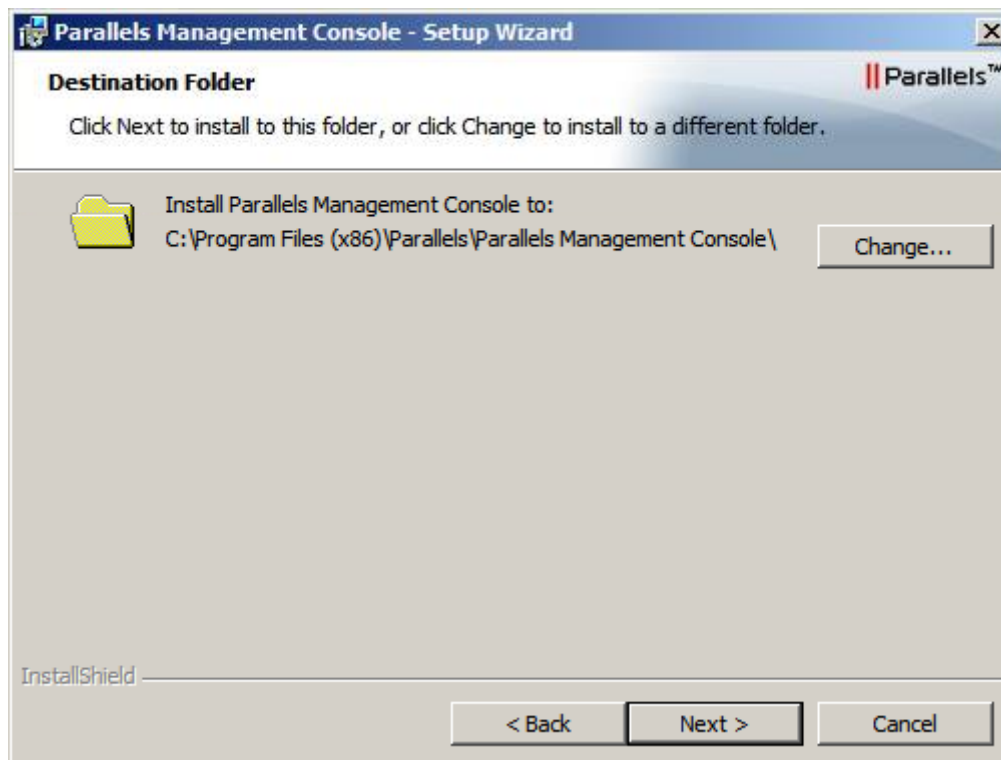 Parallels Management Console - Setup Wizard
Destination Folder
||Parallels™
Click Next to install to this folder, or click Change to install to a different folder.
Install Parallels Management Console to:
C:\Program Files (x86)\Parallels\Parallels Management Console\
Change...
InstallShield
< Back
Next >
Cancel